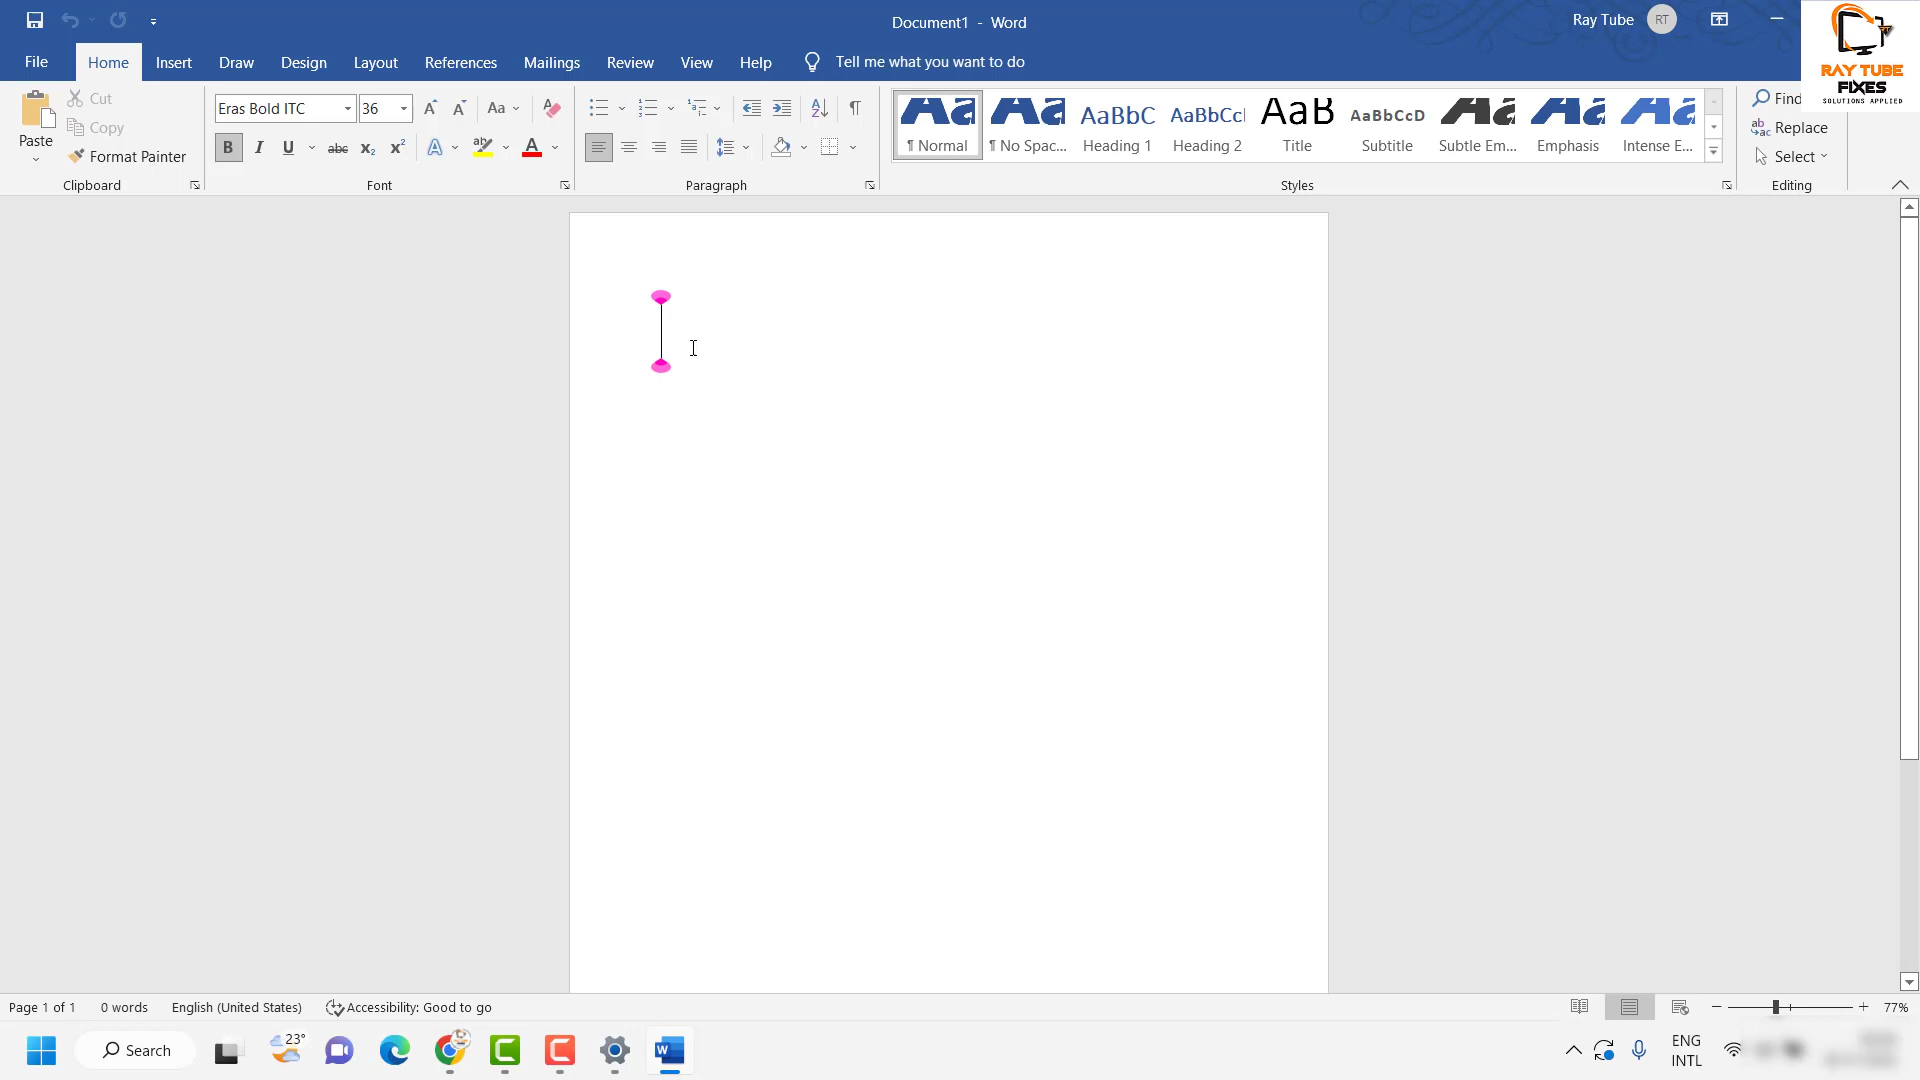 Document1 - Word
Ray Tube RT
File Home Insert Draw Design Layout References Mailings Review View Help Tell me what you want to do
RAY TUBE
FIXES
SOLUTIONS APPLIED
Paste
Cut
Copy
Format Painter
Clipboard
Eras Bold ITC 36
Font
Paragraph
¶ Normal
¶ No Spac...
AaBbC
Heading 1
AaBbCc
Heading 2
AaB
Title
AaBbCcD
Subtitle
Subtle Em...
Emphasis
Intense E...
Styles
Find
Replace
Select
Editing
Page 1 of 1 0 words English (United States) Accessibility: Good to go 77%
23°
Search
ENG
INTL